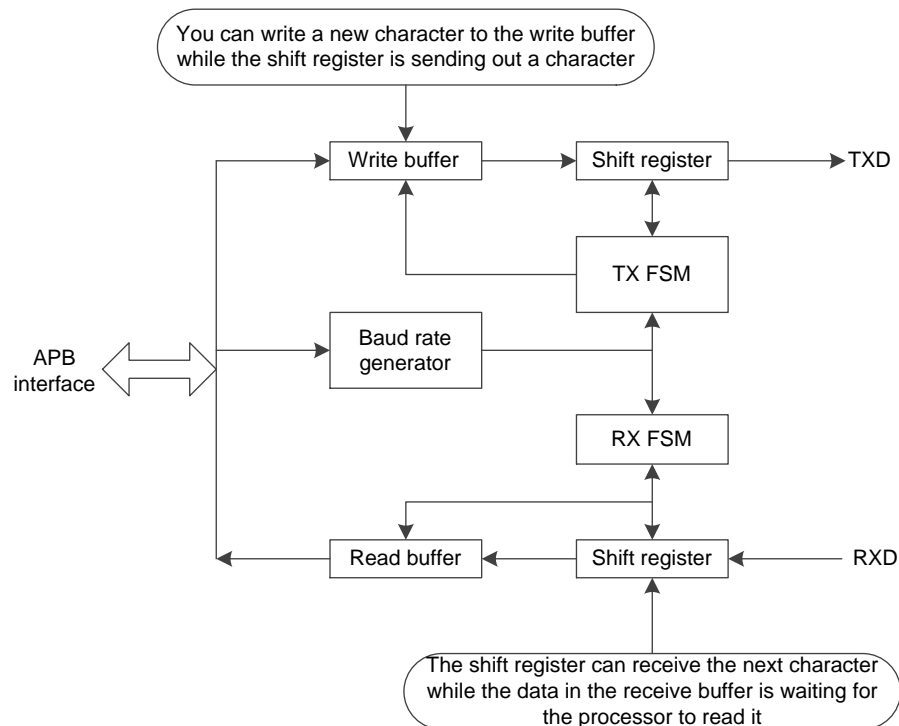 You can write a new character to the write buffer
while the shift register is sending out a character
Write buffer
Shift register
TXD
TX FSM
Baud rate
generator
APB
interface
RX FSM
Read buffer
Shift register
RXD
The shift register can receive the next character
while the data in the receive buffer is waiting for
the processor to read it